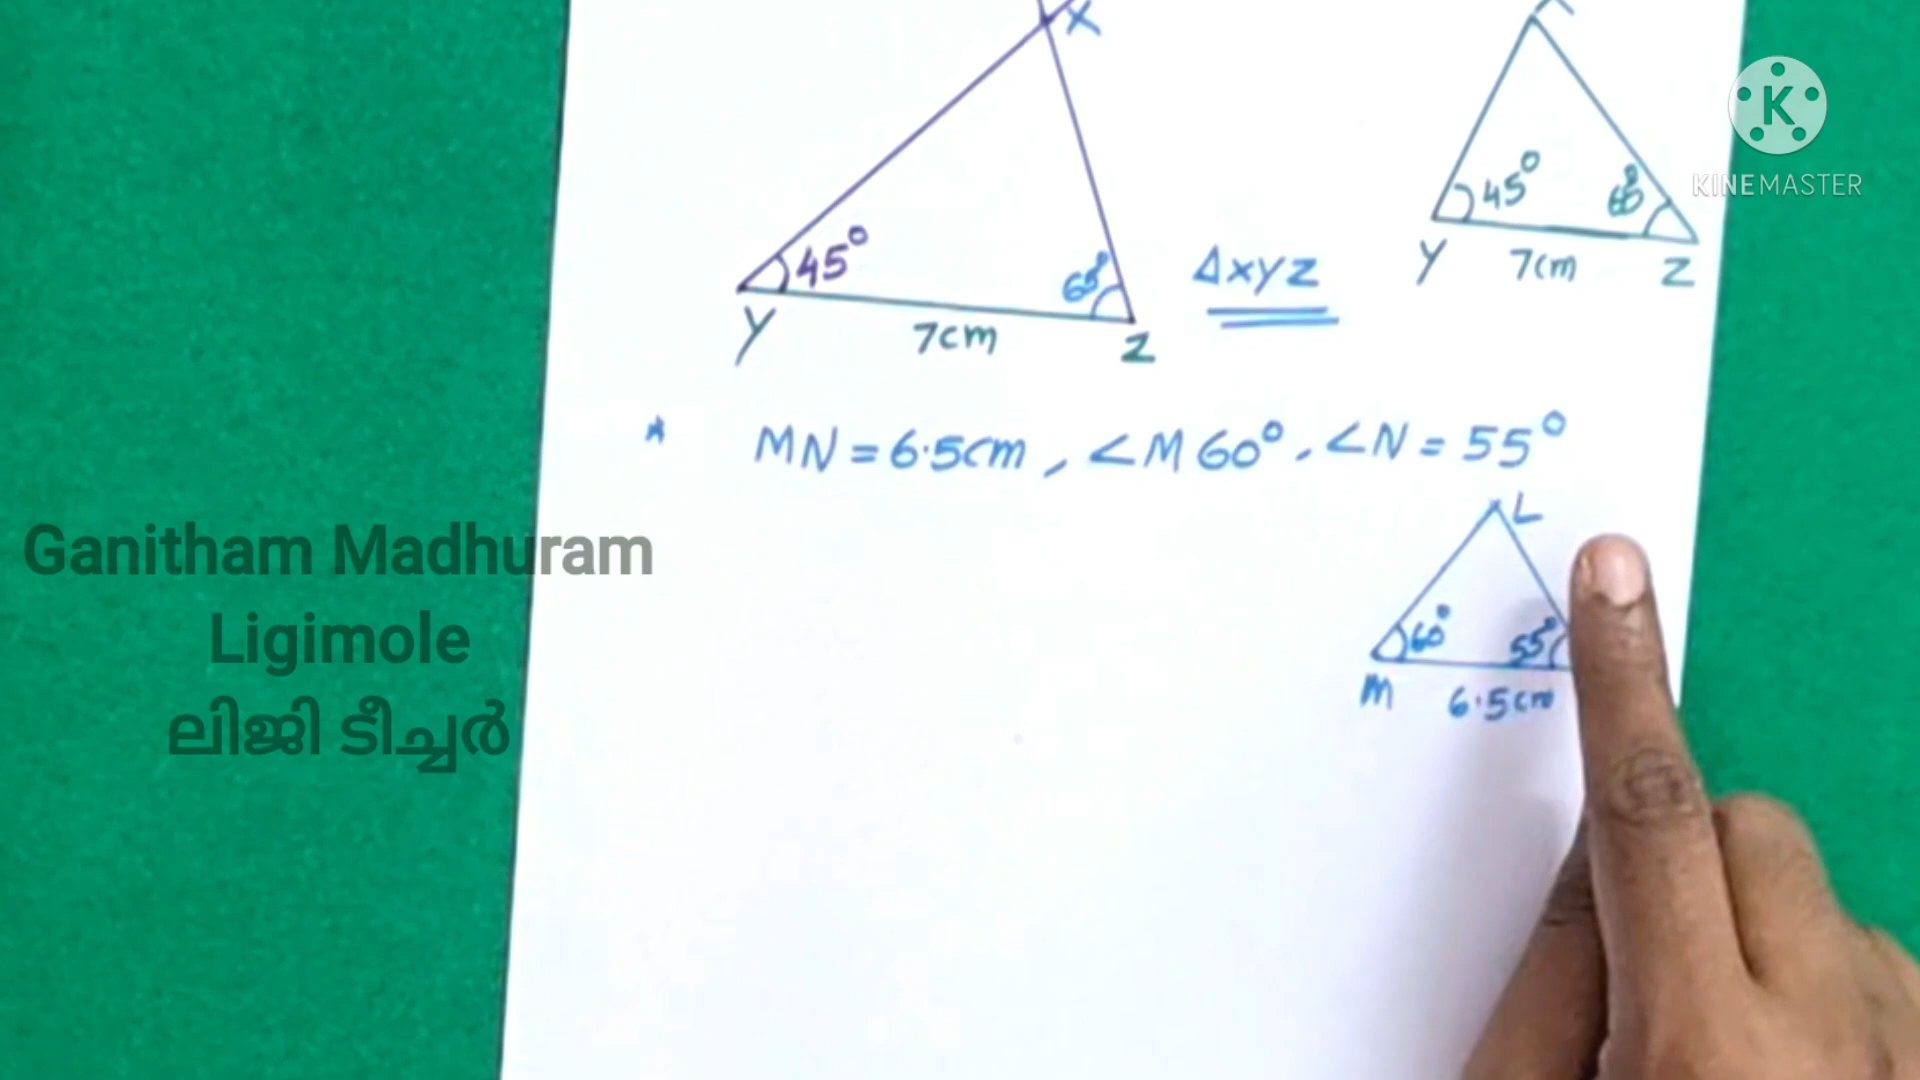 X
45°
Y
7cm
Z
ΔXYZ
45°
60°
Y
7cm
Z
K
KINEMASTER
* MN = 6.5cm, ∠M 60°, ∠N = 55°
L
60°
55°
M
6.5cm
Ganitham Madhuram
Ligimole
ലിജി ടീച്ചർ